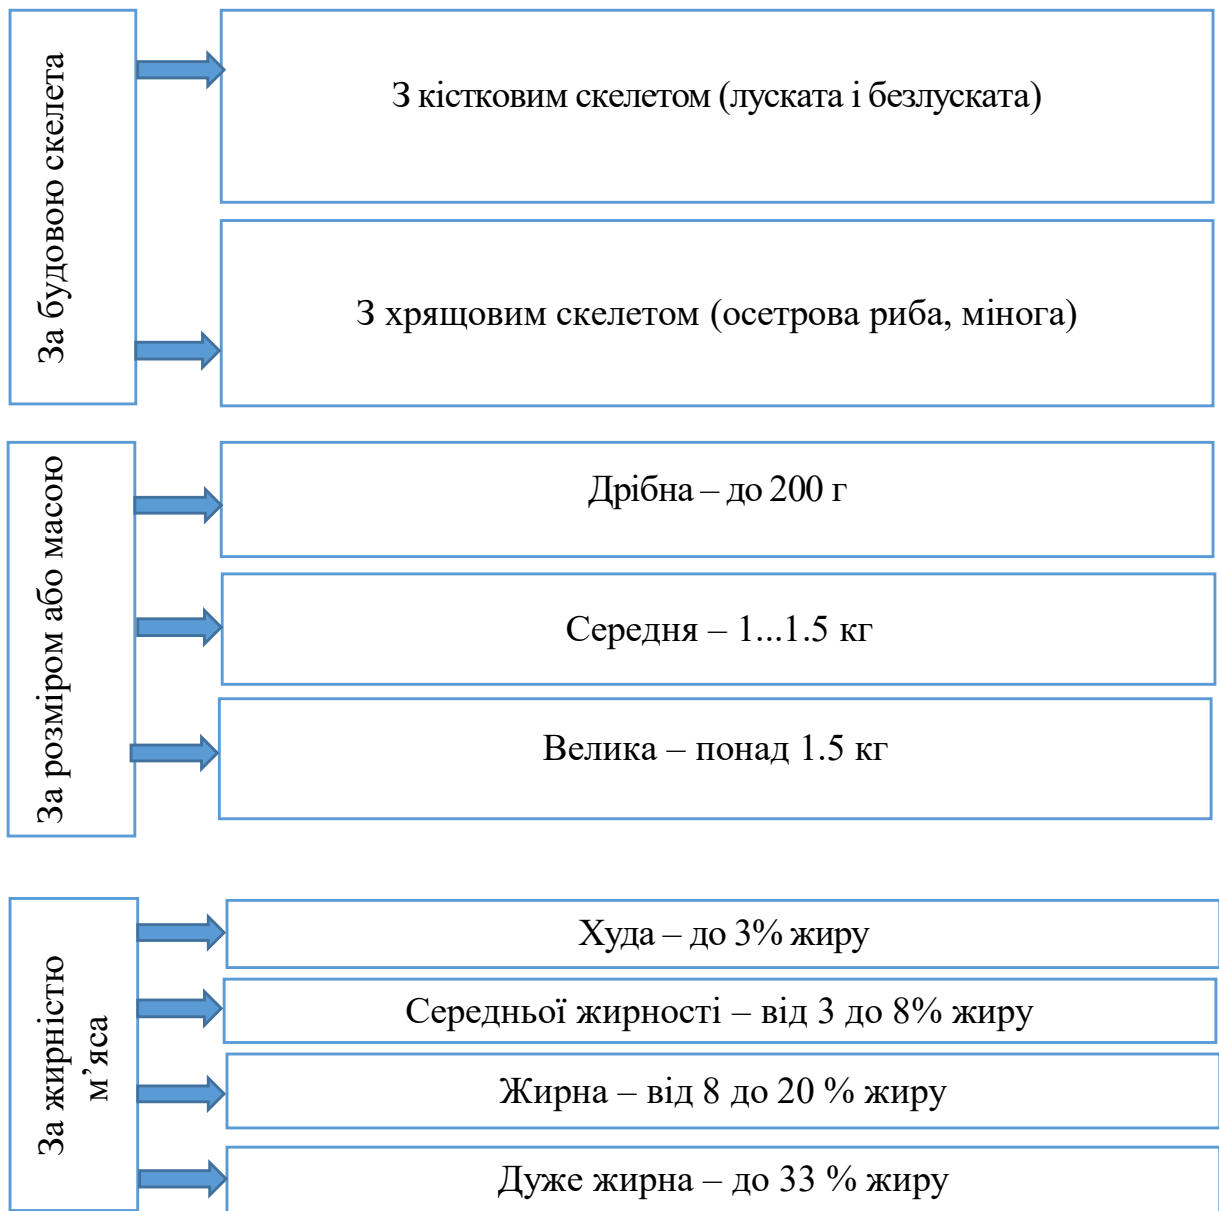 За будовою скелета
З кістковим скелетом (луската і безлуската)
З хрящовим скелетом (осетрова риба, мінога)
За розміром або масою
Дрібна – до 200 г
Середня – 1...1.5 кг
Велика – понад 1.5 кг
За жирністю
м’яса
Худа – до 3% жиру
Середньої жирності – від 3 до 8% жиру
Жирна – від 8 до 20 % жиру
Дуже жирна – до 33 % жиру